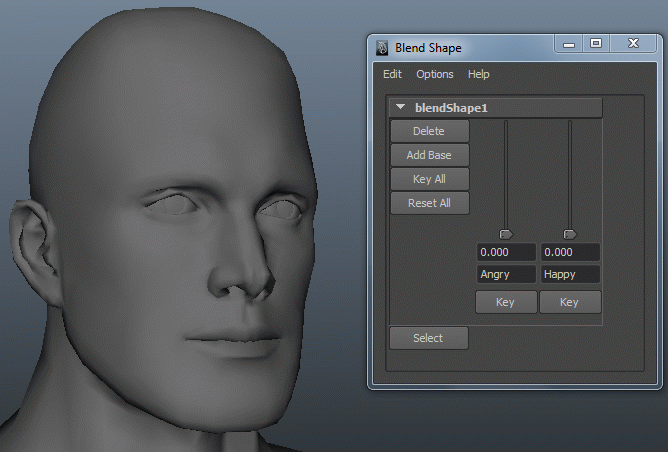 Blend Shape
Edit Options Help
blendShape1
Delete
Add Base
Key All
Reset All
0.000 0.000
Angry Happy
Key Key
Select